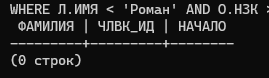 WHERE Л.ИМЯ < 'Роман' AND О.НЗК >
ФАМИЛИЯ | ЧЛВК_ИД | НАЧАЛО
---------+---------+--------
(0 строк)